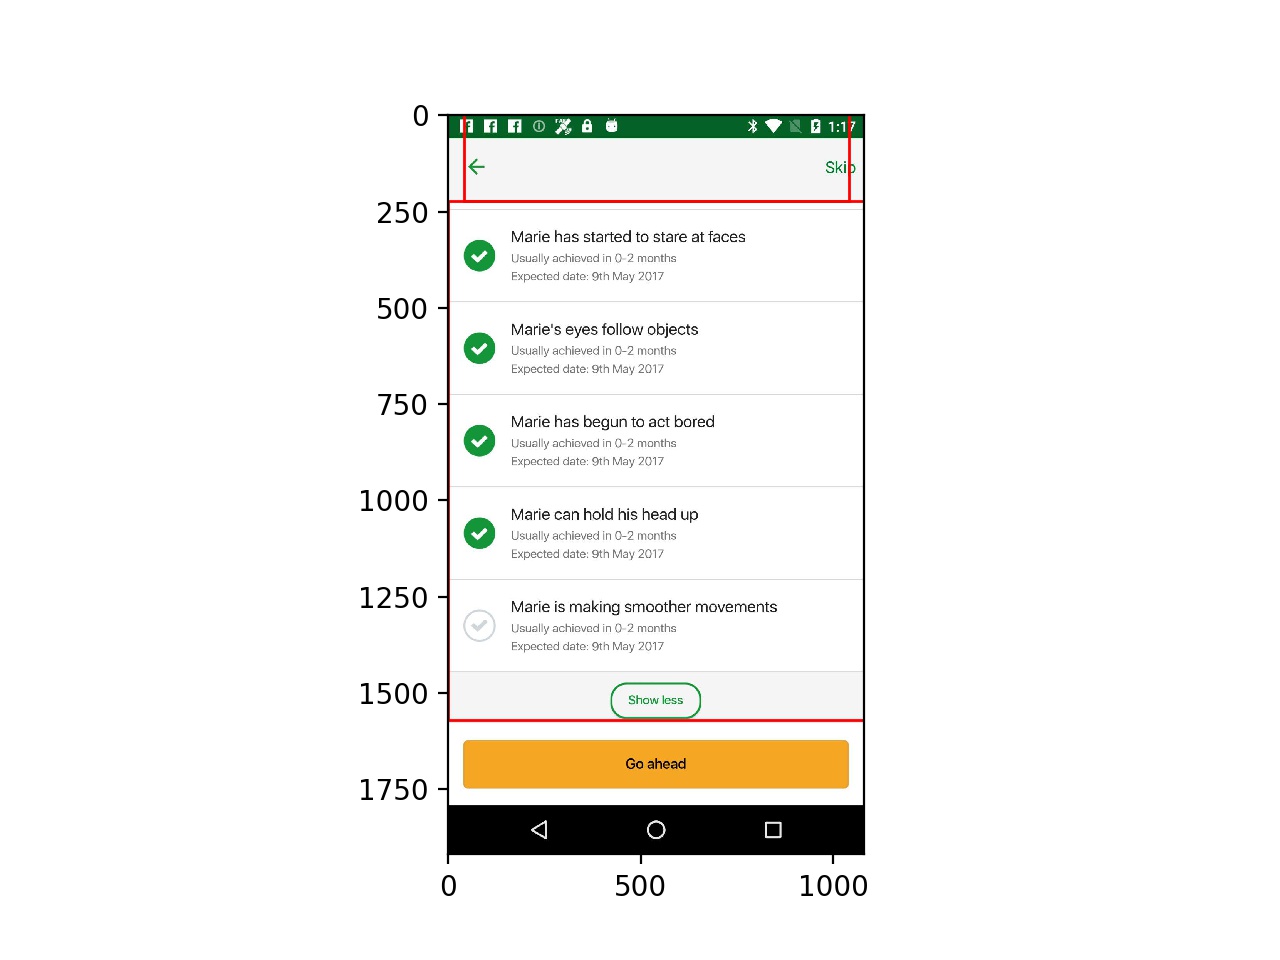 0
250
500
750
1000
1250
1500
1750
0
500
1000
1:17
Skip
Marie has started to stare at faces
Usually achieved in 0-2 months
Expected date: 9th May 2017
Marie's eyes follow objects
Usually achieved in 0-2 months
Expected date: 9th May 2017
Marie has begun to act bored
Usually achieved in 0-2 months
Expected date: 9th May 2017
Marie can hold his head up
Usually achieved in 0-2 months
Expected date: 9th May 2017
Marie is making smoother movements
Usually achieved in 0-2 months
Expected date: 9th May 2017
Show less
Go ahead